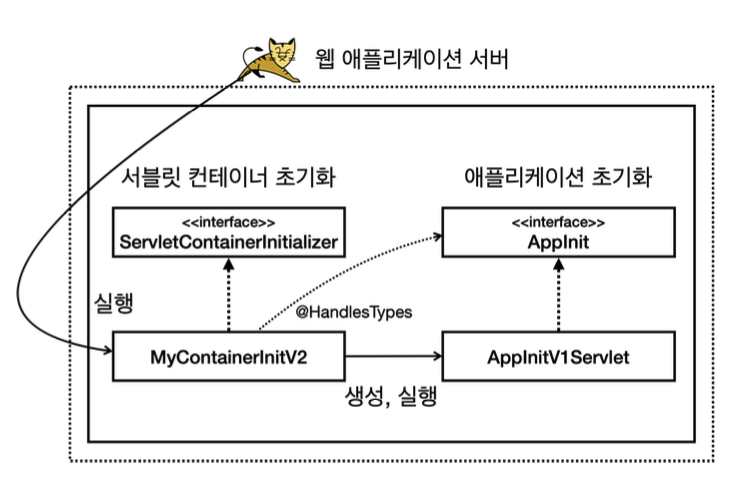 웹 애플리케이션 서버
서블릿 컨테이너 초기화
애플리케이션 초기화
<<interface>>
ServletContainerInitializer
<<interface>>
AppInit
실행
@HandlesTypes
MyContainerInitV2
AppInitV1Servlet
생성, 실행